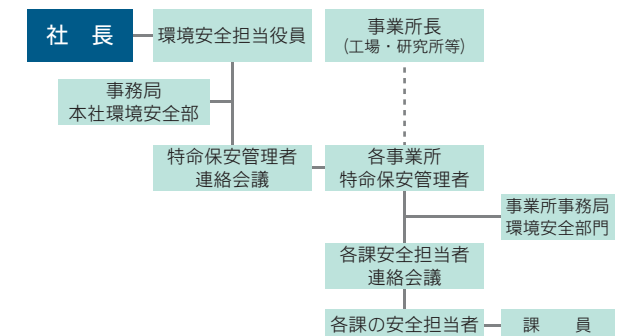 社　長
環境安全担当役員
事業所長
（工場・研究所等）
事務局
本社環境安全部
特命保安管理者
連絡会議
各事業所
特命保安管理者
事業所事務局
環境安全部門
各課安全担当者
連絡会議
各課の安全担当者
課　員